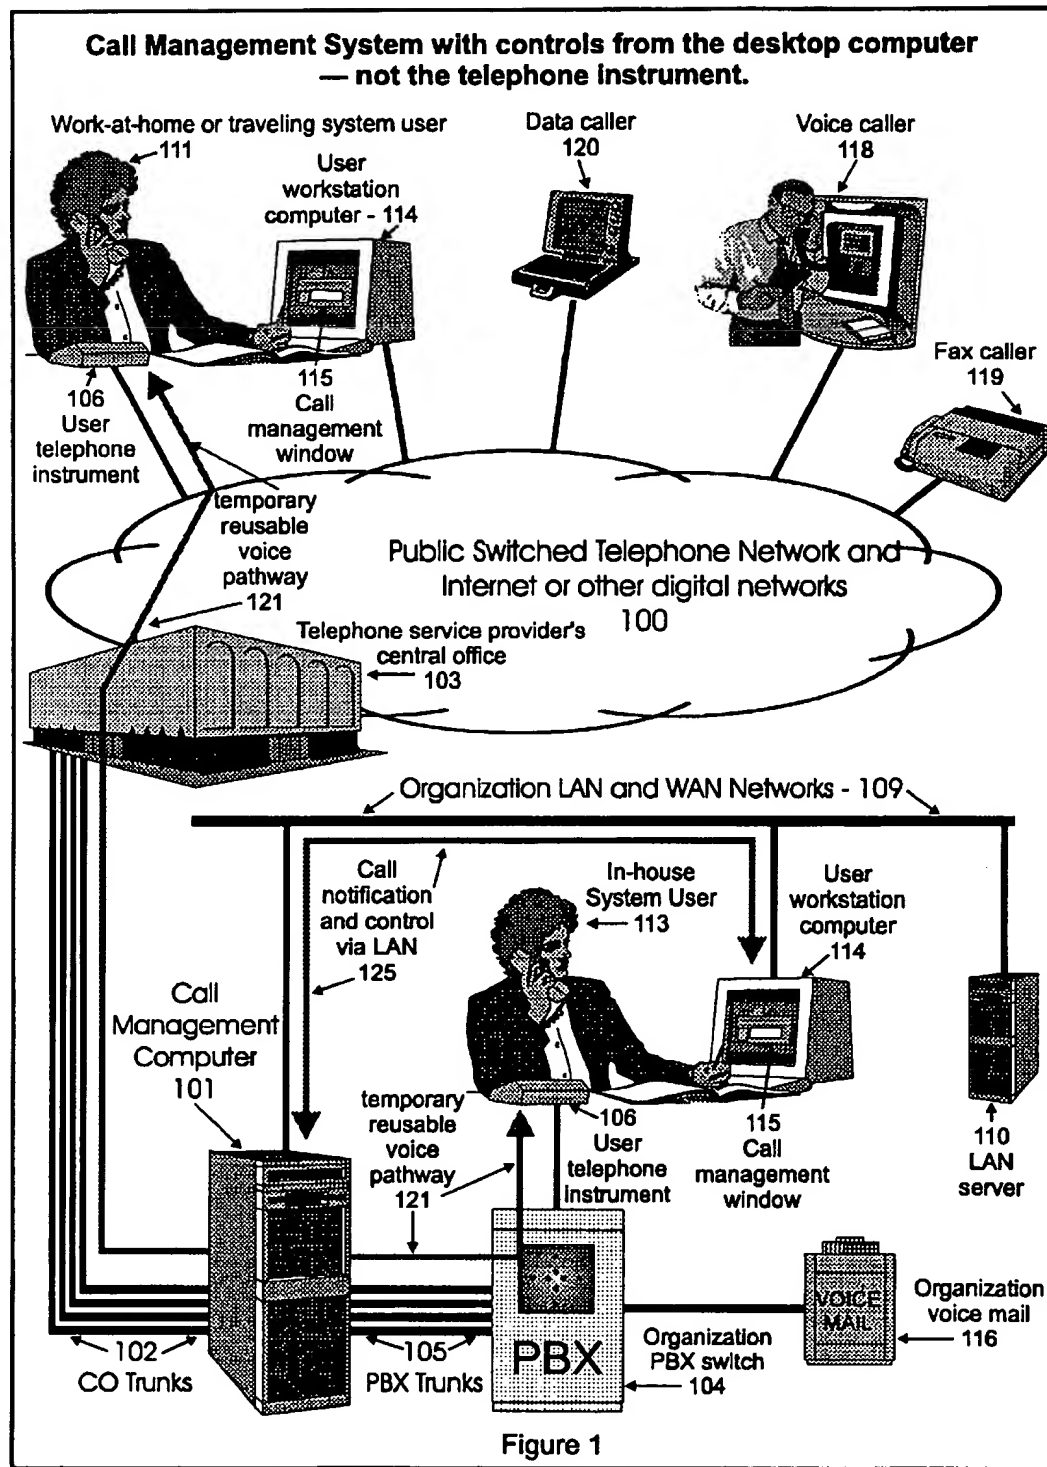 Call Management System with controls from the desktop computer
— not the telephone instrument.
Work-at-home or traveling system user
111
User
workstation
computer - 114
Data caller
120
Voice caller
118
Fax caller
119
106
User
telephone
instrument
115
Call
management
window
temporary
reusable
voice
pathway
121
Public Switched Telephone Network and
Internet or other digital networks
100
Telephone service provider's
central office
103
Organization LAN and WAN Networks - 109
Call
notification
and control
via LAN
125
In-house
System User
113
User
workstation
computer
114
Call
Management
Computer
101
temporary
reusable
voice
pathway
121
106
User
telephone
instrument
115
Call
management
window
110
LAN
server
VOICE
MAIL
Organization
voice mail
116
102
CO Trunks
105
PBX Trunks
PBX
Organization
PBX switch
104
Figure 1